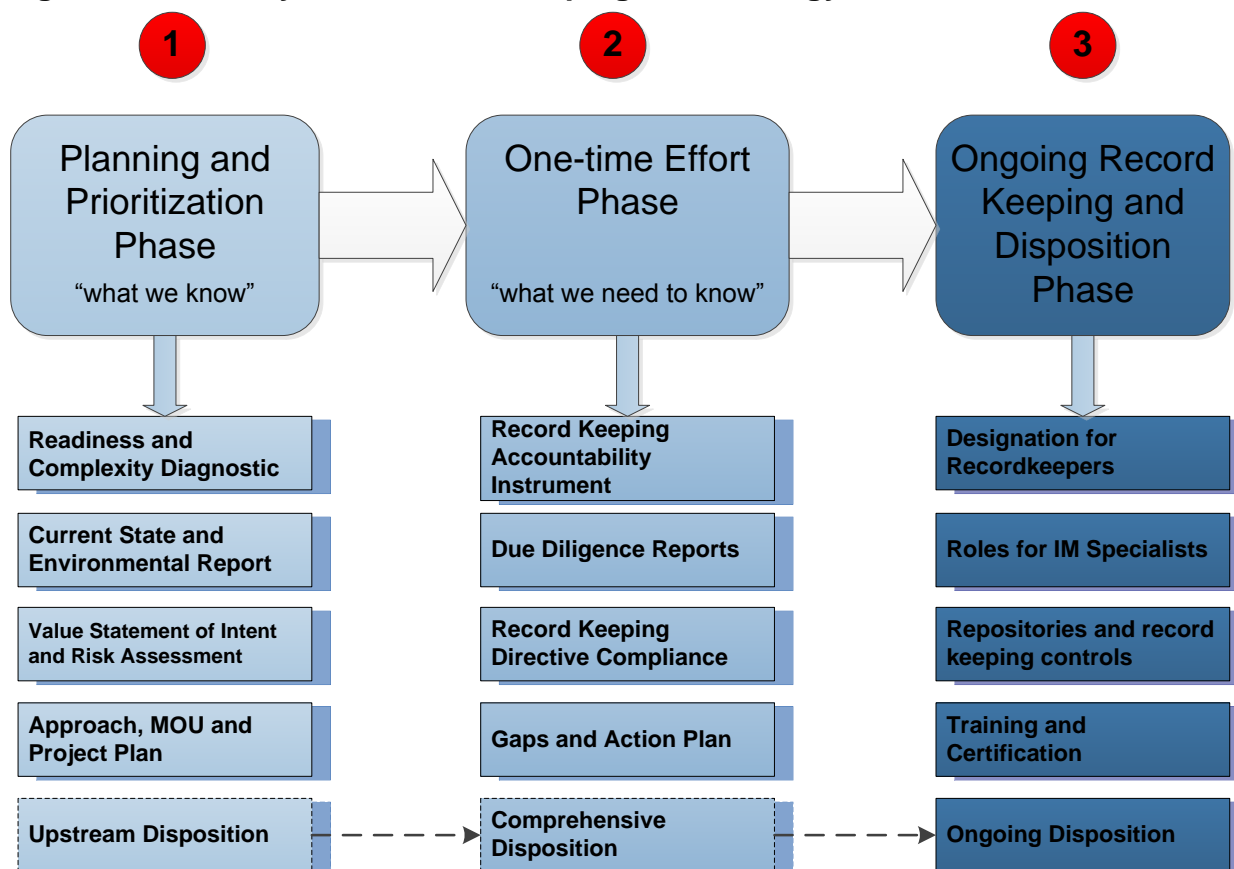 1
2
3
Planning and
Prioritization
Phase
“what we know”
One-time Effort
Phase
“what we need to know”
Ongoing Record
Keeping and
Disposition
Phase
Readiness and
Complexity Diagnostic
Current State and
Environmental Report
Value Statement of Intent
and Risk Assessment
Approach, MOU and
Project Plan
Upstream Disposition
Record Keeping
Accountability
Instrument
Due Diligence Reports
Record Keeping
Directive Compliance
Gaps and Action Plan
Comprehensive
Disposition
Designation for
Recordkeepers
Roles for IM Specialists
Repositories and record
keeping controls
Training and
Certification
Ongoing Disposition